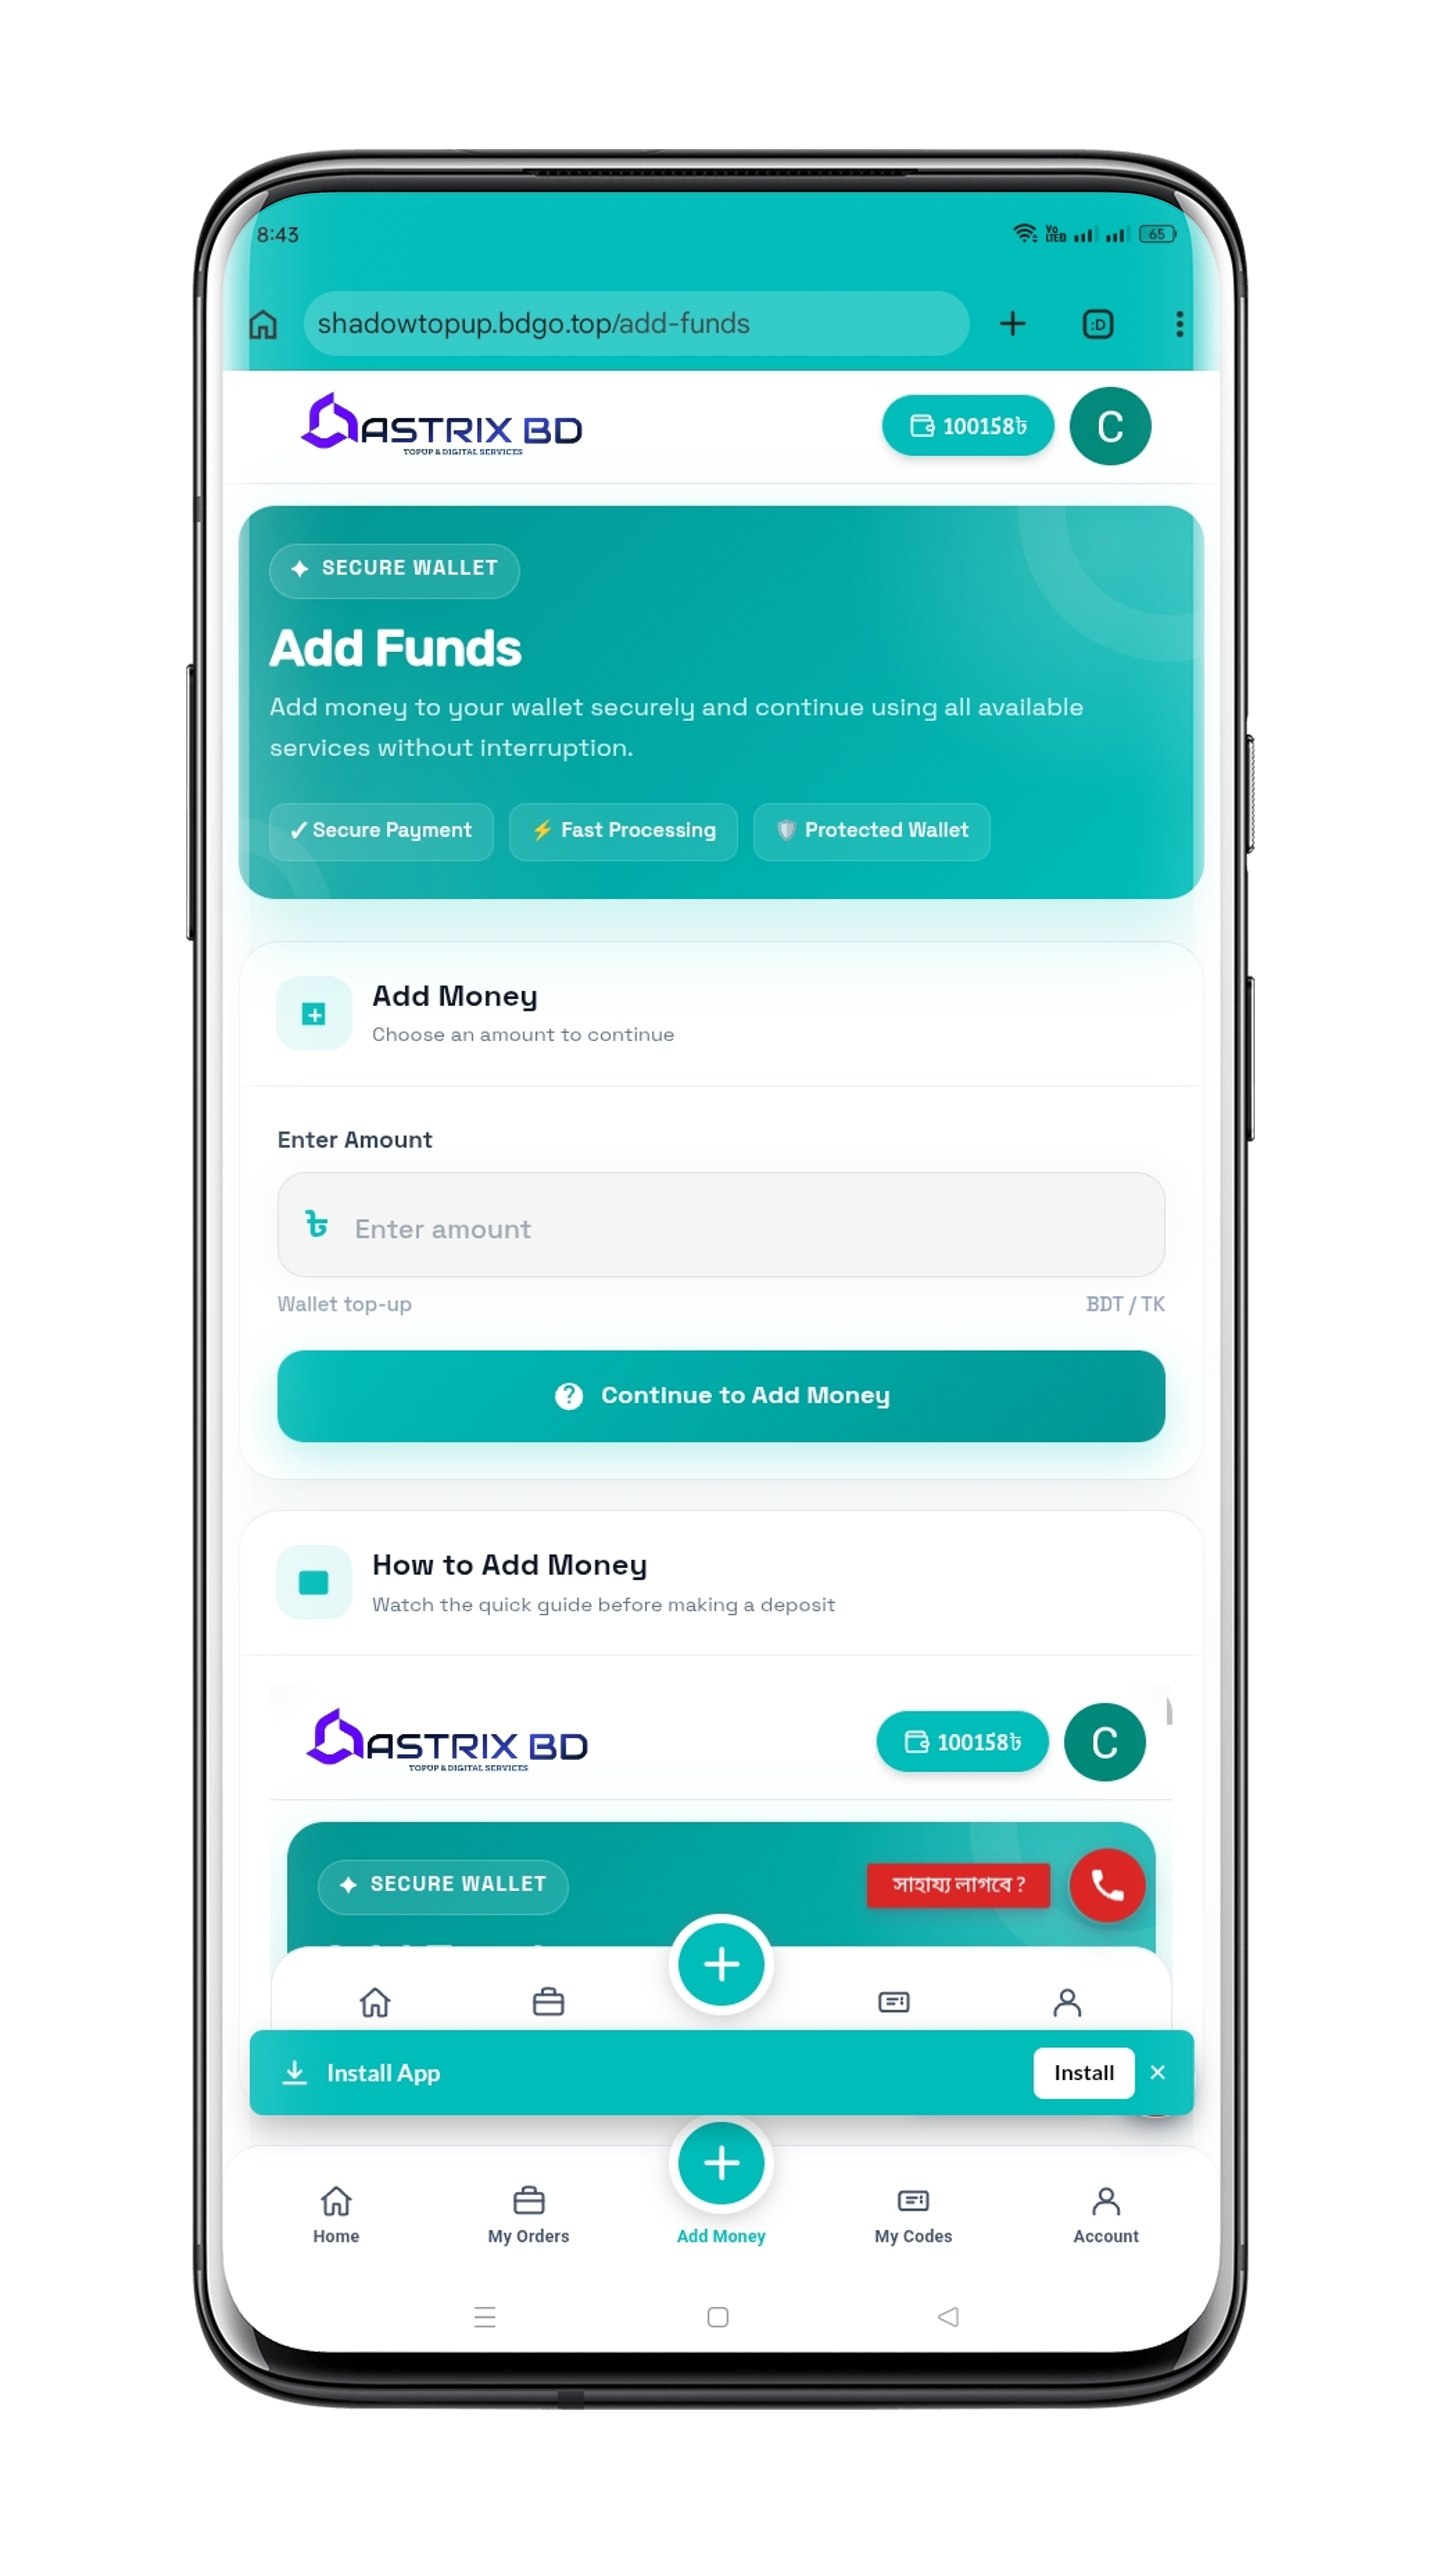 8:43
Vo LTE 65
shadowtopup.bdgo.top/add-funds
:D
ASTRIX BD
TOPUP & DIGITAL SERVICES
100158৳
C
SECURE WALLET
Add Funds
Add money to your wallet securely and continue using all available
services without interruption.
✓ Secure Payment
⚡ Fast Processing
🛡️ Protected Wallet
Add Money
Choose an amount to continue
Enter Amount
৳ Enter amount
Wallet top-up
BDT / TK
Continue to Add Money
How to Add Money
Watch the quick guide before making a deposit
ASTRIX BD
TOPUP & DIGITAL SERVICES
100158৳
C
SECURE WALLET
সাহায্য লাগবে ?
Install App
Install
Home
My Orders
Add Money
My Codes
Account